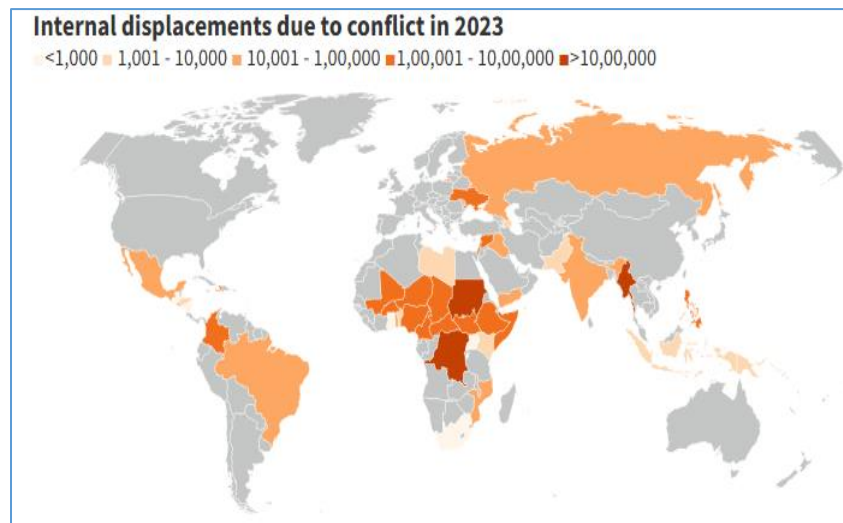 Internal displacements due to conflict in 2023
<1,000 1,001 - 10,000 10,001 - 1,00,000 1,00,001 - 10,00,000 >10,00,000